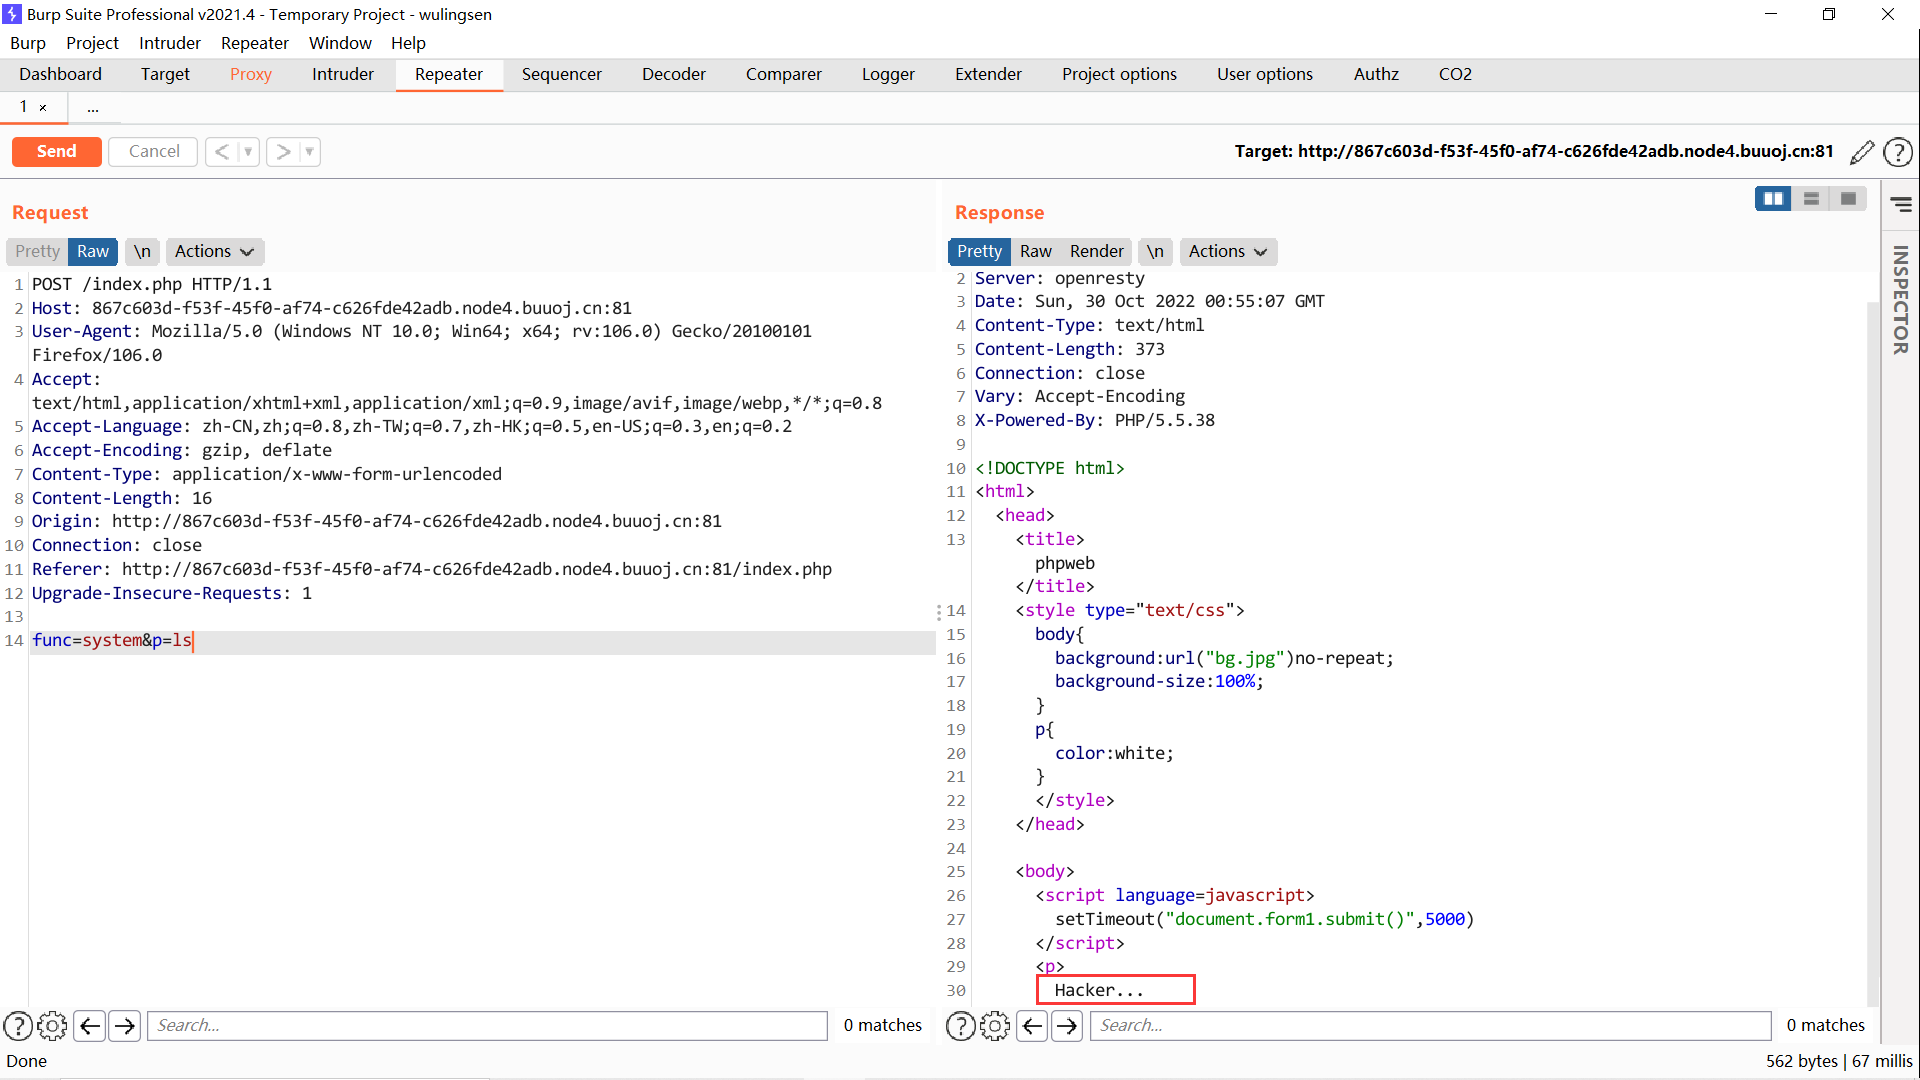 Burp Suite Professional v2021.4 - Temporary Project - wulingsen
Burp Project Intruder Repeater Window Help
Dashboard Target Proxy Intruder Repeater Sequencer Decoder Comparer Logger Extender Project options User options Authz CO2
1 × ...
Send Cancel < > Target: http://867c603d-f53f-45f0-af74-c626fde42adb.node4.buuoj.cn:81
Request
Pretty Raw \n Actions
1 POST /index.php HTTP/1.1
2 Host: 867c603d-f53f-45f0-af74-c626fde42adb.node4.buuoj.cn:81
3 User-Agent: Mozilla/5.0 (Windows NT 10.0; Win64; x64; rv:106.0) Gecko/20100101
Firefox/106.0
4 Accept:
text/html,application/xhtml+xml,application/xml;q=0.9,image/avif,image/webp,*/*;q=0.8
5 Accept-Language: zh-CN,zh;q=0.8,zh-TW;q=0.7,zh-HK;q=0.5,en-US;q=0.3,en;q=0.2
6 Accept-Encoding: gzip, deflate
7 Content-Type: application/x-www-form-urlencoded
8 Content-Length: 16
9 Origin: http://867c603d-f53f-45f0-af74-c626fde42adb.node4.buuoj.cn:81
10 Connection: close
11 Referer: http://867c603d-f53f-45f0-af74-c626fde42adb.node4.buuoj.cn:81/index.php
12 Upgrade-Insecure-Requests: 1
13
14 func=system&p=ls
Search... 0 matches
Response
Pretty Raw Render \n Actions
2 Server: openresty
3 Date: Sun, 30 Oct 2022 00:55:07 GMT
4 Content-Type: text/html
5 Content-Length: 373
6 Connection: close
7 Vary: Accept-Encoding
8 X-Powered-By: PHP/5.5.38
9
10 <!DOCTYPE html>
11 <html>
12 <head>
13 <title>
phpweb
</title>
14 <style type="text/css">
15 body{
16 background:url("bg.jpg")no-repeat;
17 background-size:100%;
18 }
19 p{
20 color:white;
21 }
22 </style>
23 </head>
24
25 <body>
26 <script language=javascript>
27 setTimeout("document.form1.submit()",5000)
28 </script>
29 <p>
30 Hacker...
Search... 0 matches
INSPECTOR
Done
562 bytes | 67 millis